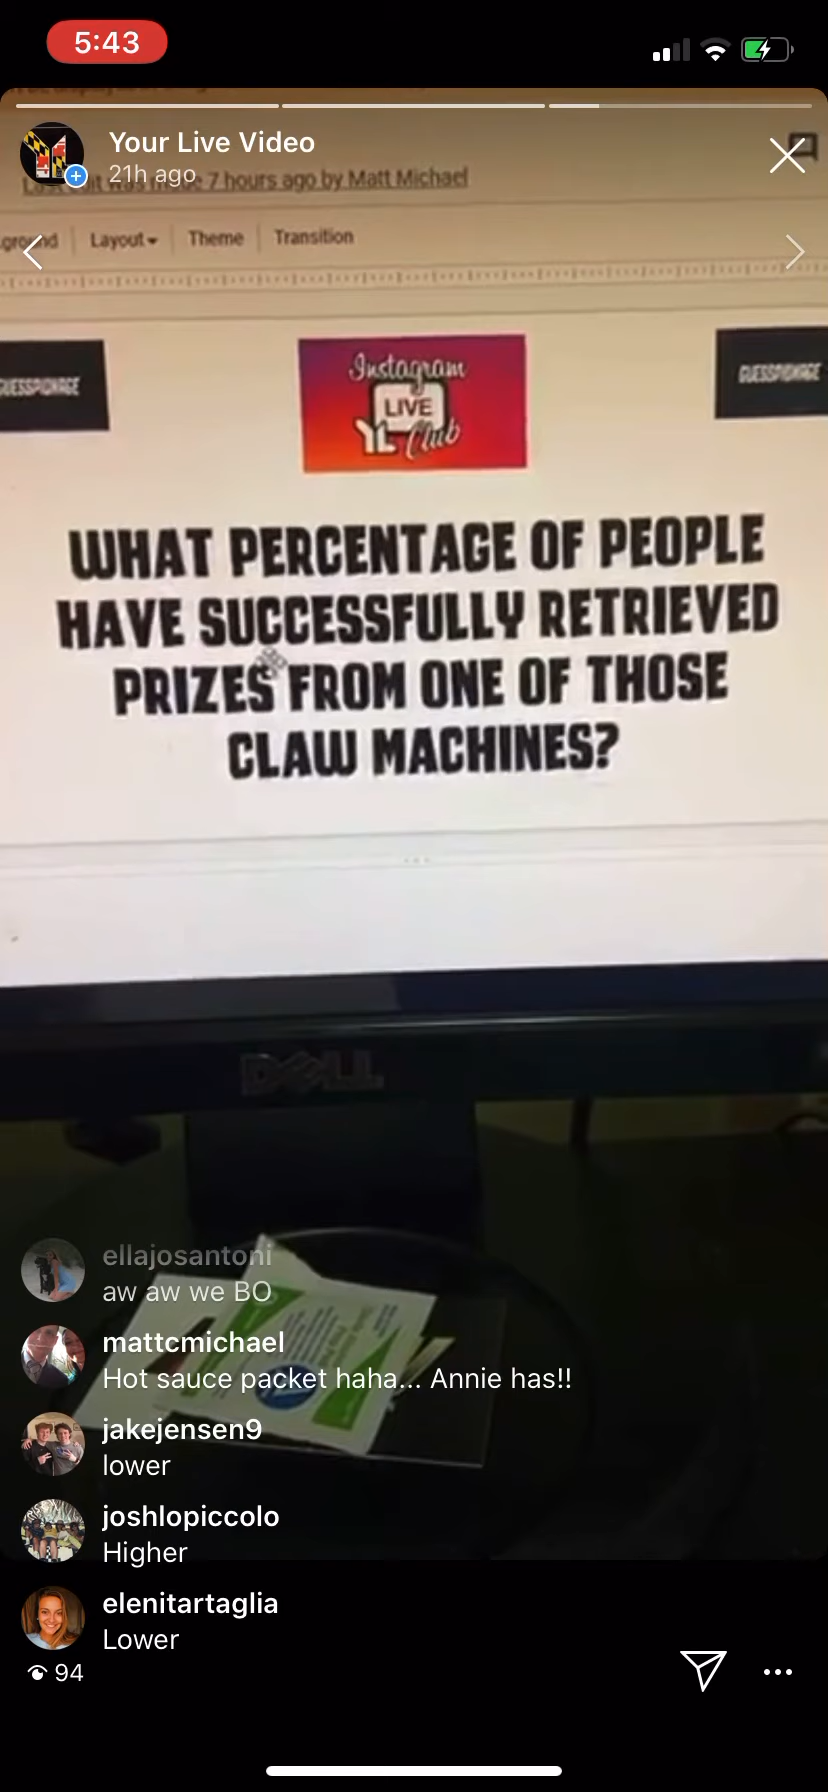 5:43
Your Live Video
21h ago
7 hours ago by Matt Michael
Layout
Theme
Transition
GUESSPIONAGE
Instagram
LIVE
YL Club
WHAT PERCENTAGE OF PEOPLE
HAVE SUCCESSFULLY RETRIEVED
PRIZES FROM ONE OF THOSE
CLAW MACHINES?
DELL
ellajosantoni
aw aw we BO
mattcmichael
Hot sauce packet haha... Annie has!!
jakejensen9
lower
joshlopiccolo
Higher
elenitartaglia
Lower
94